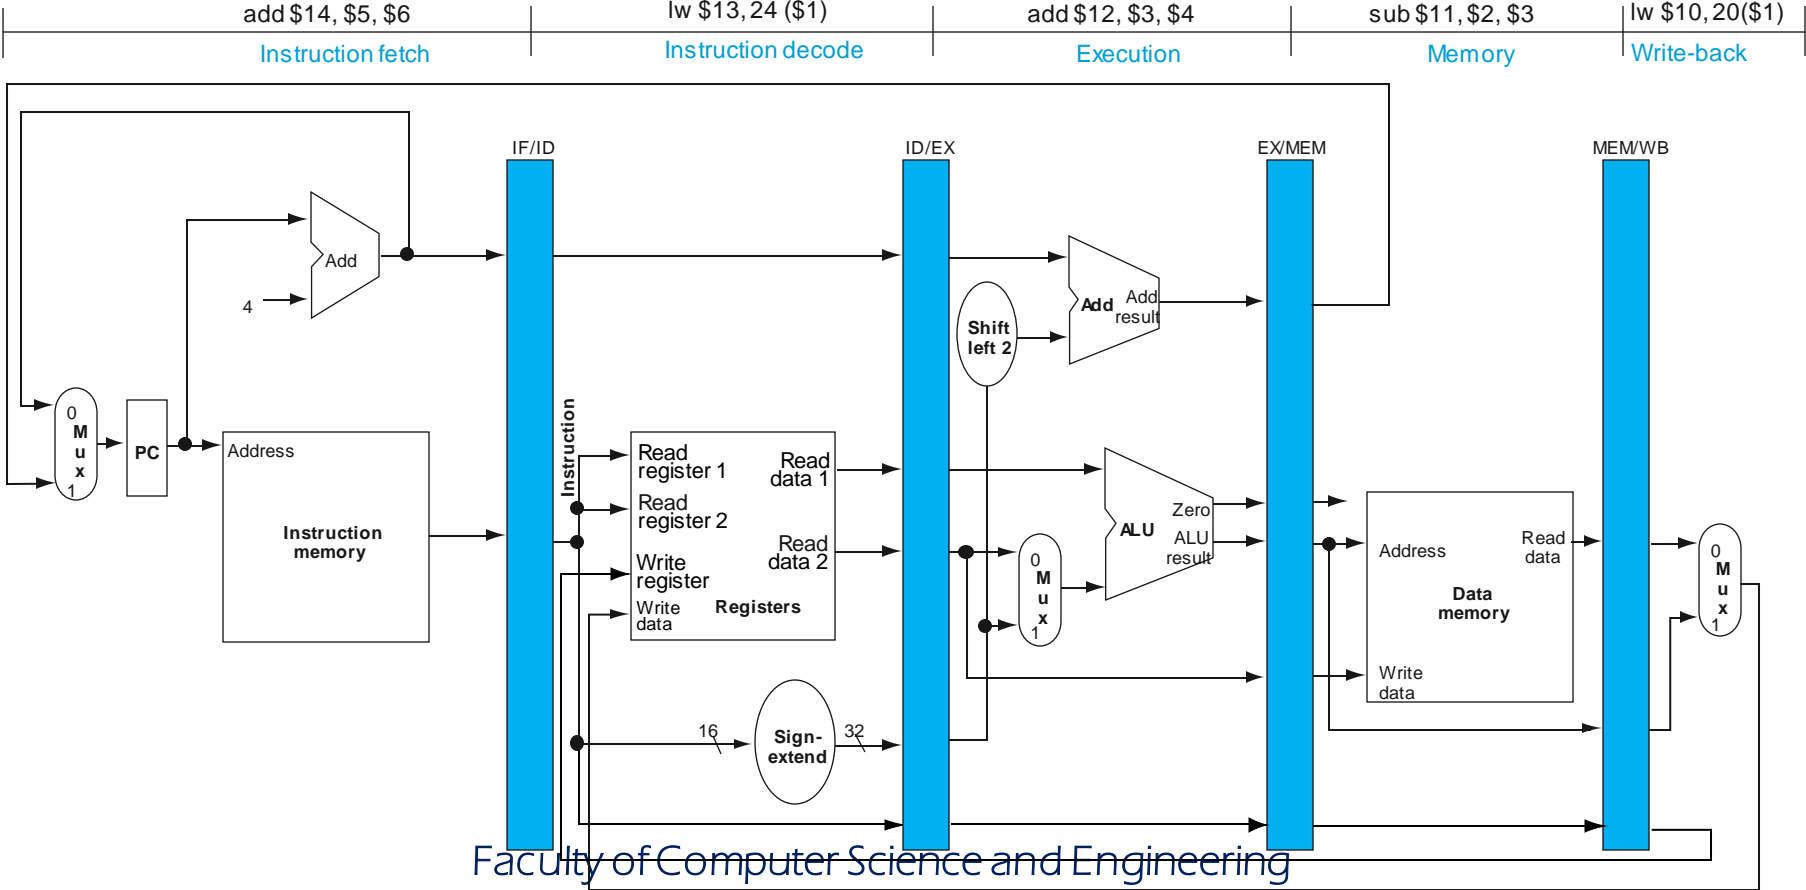 add $14, $5, $6
lw $13, 24 ($1)
add $12, $3, $4
sub $11, $2, $3
lw $10, 20($1)
Instruction fetch
Instruction decode
Execution
Memory
Write-back
IF/ID
ID/EX
EX/MEM
MEM/WB
Add
4
Add
Add
result
Shift
left 2
0
M
u
x
1
PC
Address
Instruction
memory
Instruction
Read
register 1
Read
data 1
Read
register 2
Read
data 2
Write
register
Write
data
Registers
16
Sign-
extend
32
0
M
u
x
1
ALU
Zero
ALU
result
Address
Read
data
Data
memory
Write
data
0
M
u
x
1
Faculty of Computer Science and Engineering